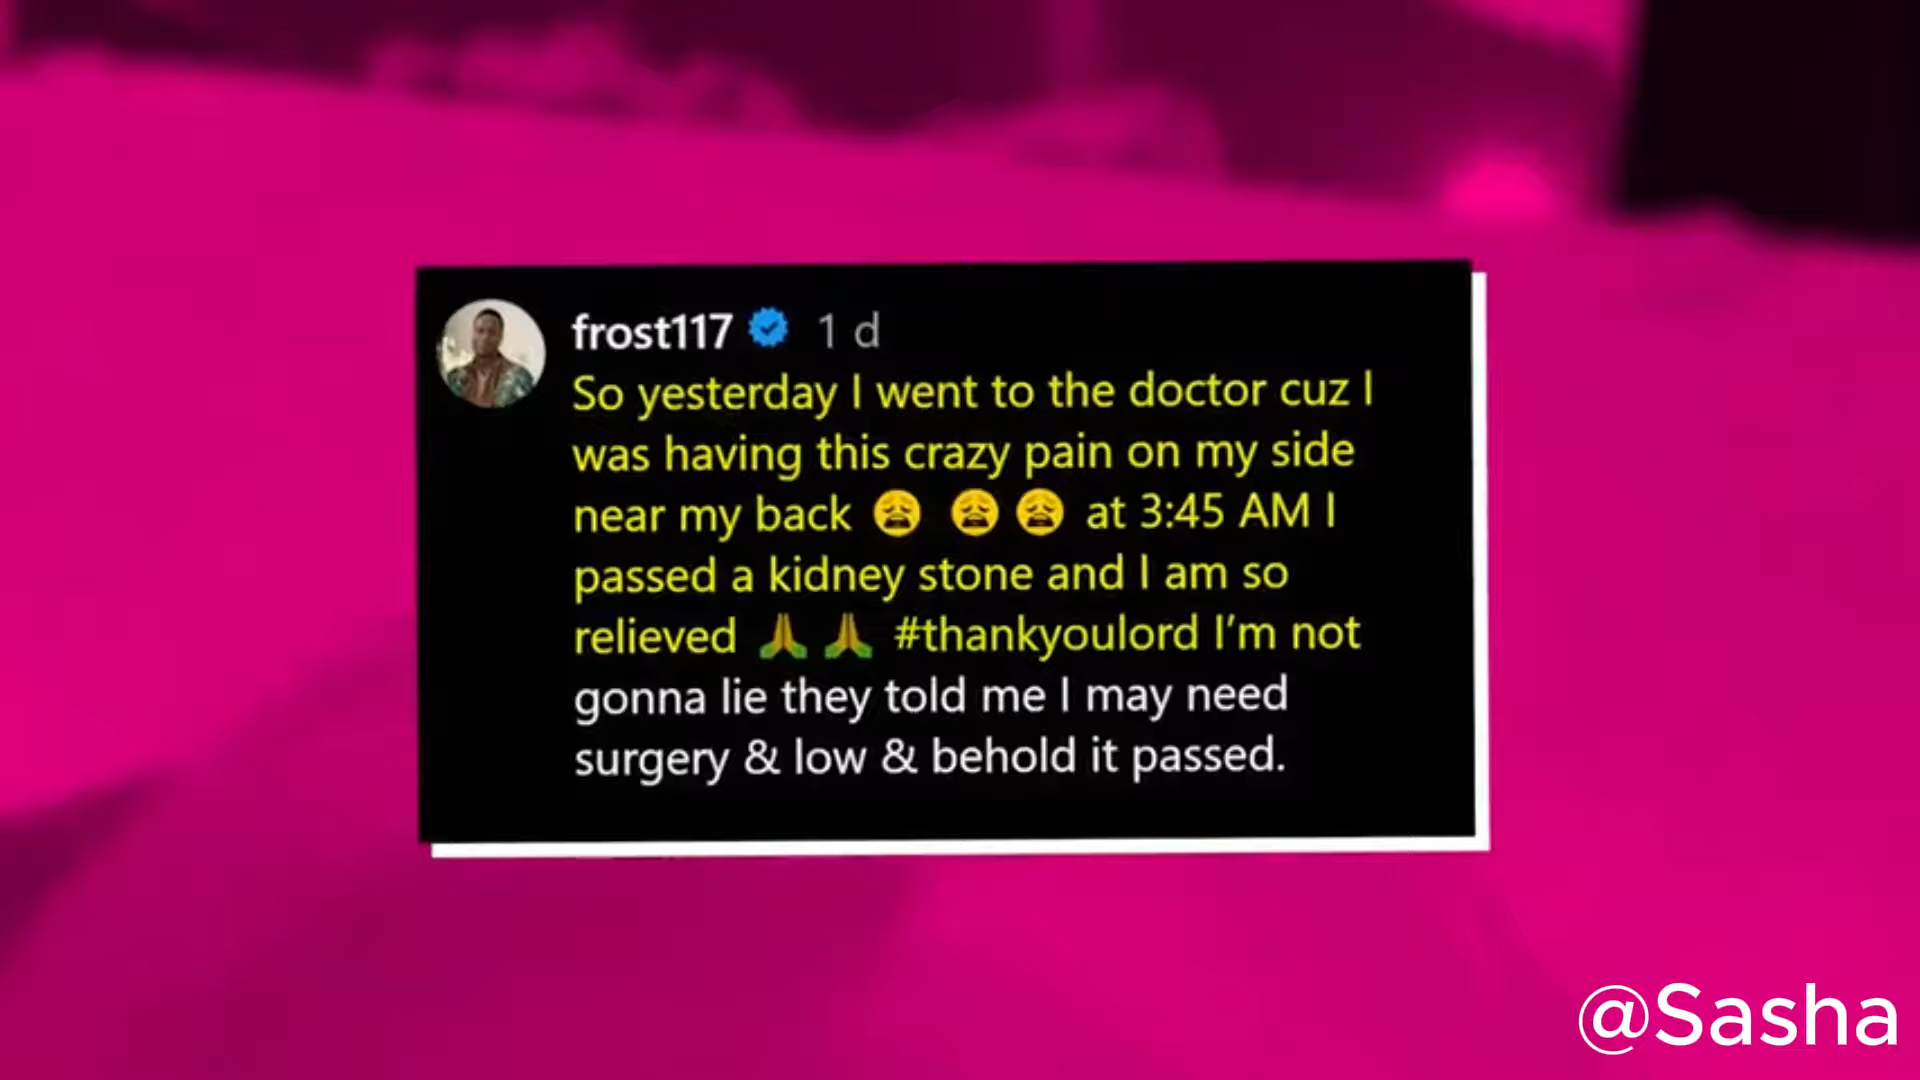 frost117 1 d
So yesterday I went to the doctor cuz I
was having this crazy pain on my side
near my back 😩 😩 😩 at 3:45 AM I
passed a kidney stone and I am so
relieved 🙏 🙏 #thankyoulord I'm not
gonna lie they told me I may need
surgery & low & behold it passed.
@Sasha